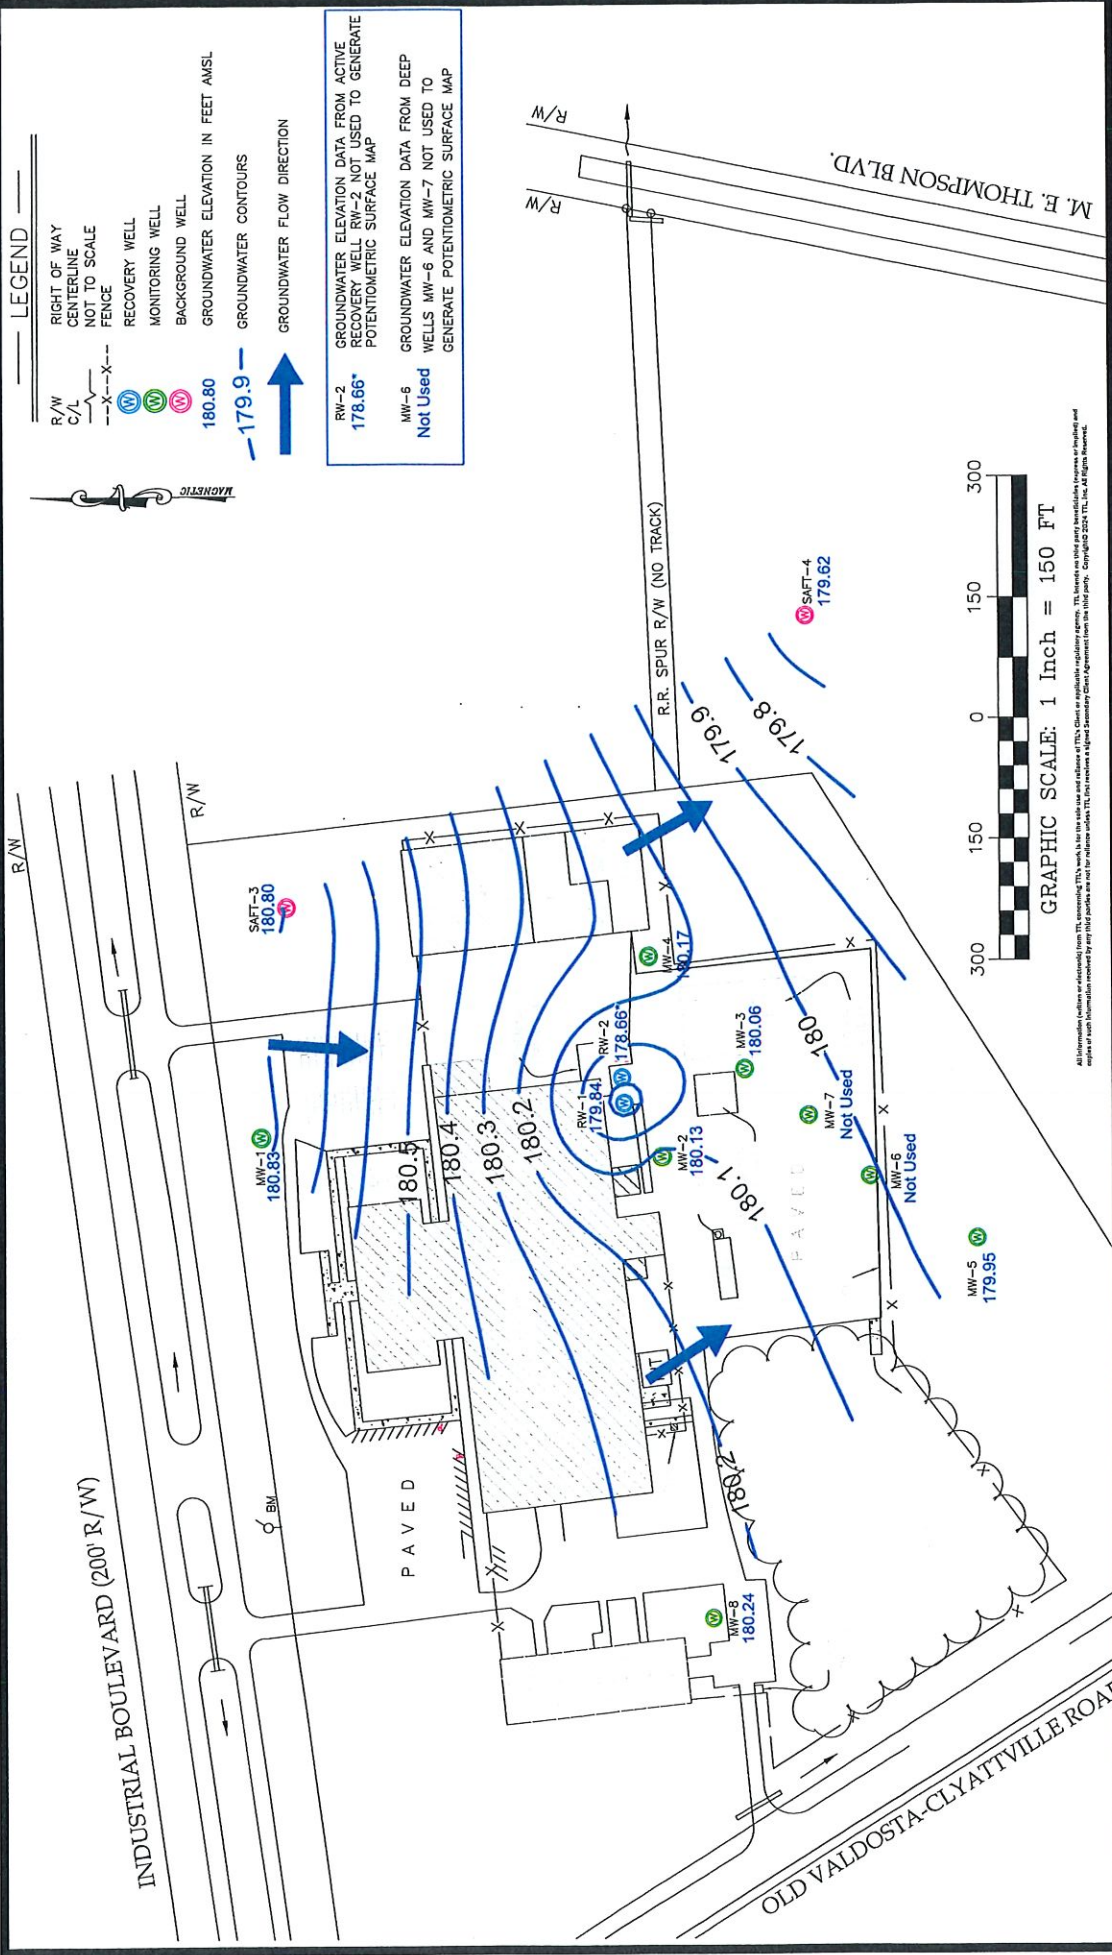 LEGEND
R/W RIGHT OF WAY
C/L CENTERLINE
NOT TO SCALE
--X--X-- FENCE
W RECOVERY WELL
W MONITORING WELL
W BACKGROUND WELL
180.80 GROUNDWATER ELEVATION IN FEET AMSL
179.9 GROUNDWATER CONTOURS
GROUNDWATER FLOW DIRECTION
RW-2 GROUNDWATER ELEVATION DATA FROM ACTIVE
178.66* RECOVERY WELL RW-2 NOT USED TO GENERATE
POTENTIOMETRIC SURFACE MAP
MW-6 GROUNDWATER ELEVATION DATA FROM DEEP
Not Used WELLS MW-6 AND MW-7 NOT USED TO
GENERATE POTENTIOMETRIC SURFACE MAP
MAGNETIC
INDUSTRIAL BOULEVARD (200' R/W)
R/W
R/W
R/W
R/W
M. E. THOMPSON BLVD.
R.R. SPUR R/W (NO TRACK)
OLD VALDOSTA-CLYATTVILLE ROAD
BM
PAVED
PAVED
SAFT-3
180.80
MW-1
180.83
180.5
180.4
180.3
180.2
RW-1
179.84
RW-2
178.66*
MW-4
180.17
MW-2
180.13
MW-3
180.06
180.1
180
MW-7
Not Used
MW-6
Not Used
MW-5
179.95
180.2
MW-8
180.24
179.9
179.8
SAFT-4
179.62
300 150 0 150 300
GRAPHIC SCALE: 1 Inch = 150 FT